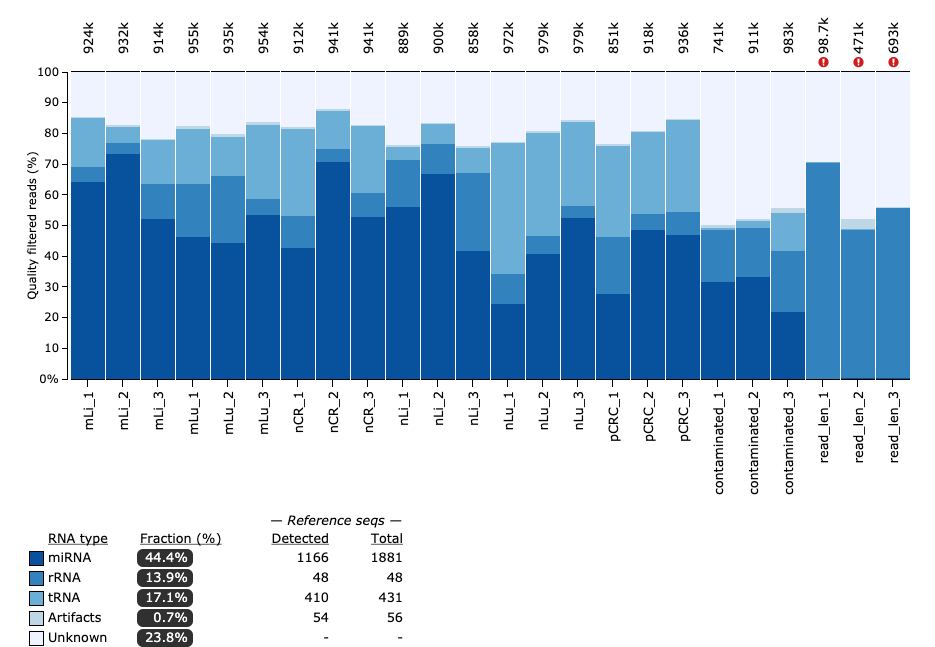 924k 932k 914k 955k 935k 954k 912k 941k 941k 889k 900k 858k 972k 979k 979k 851k 918k 936k 741k 911k 983k 98.7k 471k 693k
Quality filtered reads (%)
100
90
80
70
60
50
40
30
20
10
0%
mLi_1 mLi_2 mLi_3 mLu_1 mLu_2 mLu_3 nCR_1 nCR_2 nCR_3 nLi_1 nLi_2 nLi_3 nLu_1 nLu_2 nLu_3 pCRC_1 pCRC_2 pCRC_3 contaminated_1 contaminated_2 contaminated_3 read_len_1 read_len_2 read_len_3
— Reference seqs —
RNA type Fraction (%) Detected Total
miRNA 44.4% 1166 1881
rRNA 13.9% 48 48
tRNA 17.1% 410 431
Artifacts 0.7% 54 56
Unknown 23.8% - -